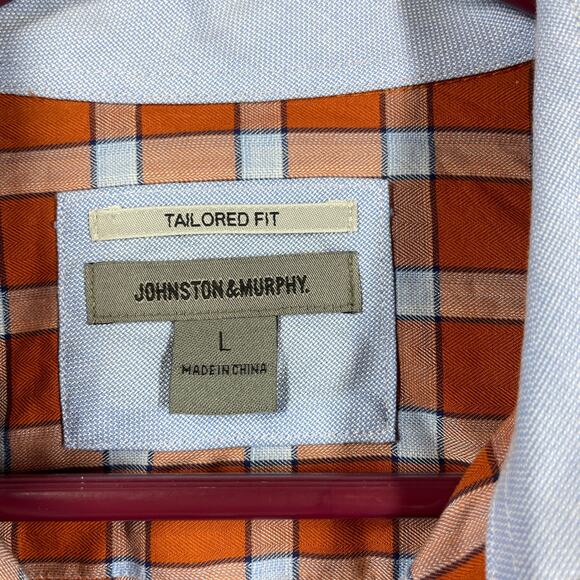 TAILORED FIT
JOHNSTON&MURPHY.
L
MADE IN CHINA